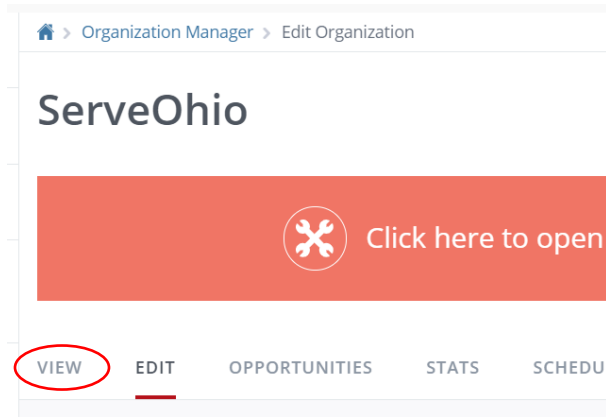 Organization Manager > Edit Organization
ServeOhio
Click here to open
VIEW EDIT OPPORTUNITIES STATS SCHEDU